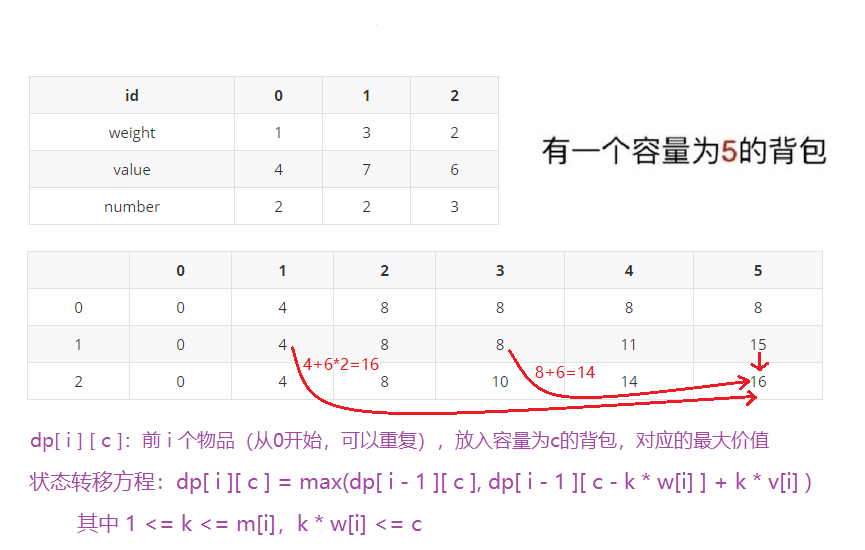 id 0 1 2
weight 1 3 2
value 4 7 6
number 2 2 3
有一个容量为5的背包
0 1 2 3 4 5
0 0 4 8 8 8 8
1 0 4 8 8 11 15
4+6*2=16
8+6=14
2 0 4 8 10 14 16
dp[ i ] [ c ]：前 i 个物品（从0开始，可以重复），放入容量为c的背包，对应的最大价值
状态转移方程：dp[ i ][ c ] = max(dp[ i - 1 ][ c ], dp[ i - 1 ][ c - k * w[i] ] + k * v[i] )
其中 1 <= k <= m[i]，k * w[i] <= c